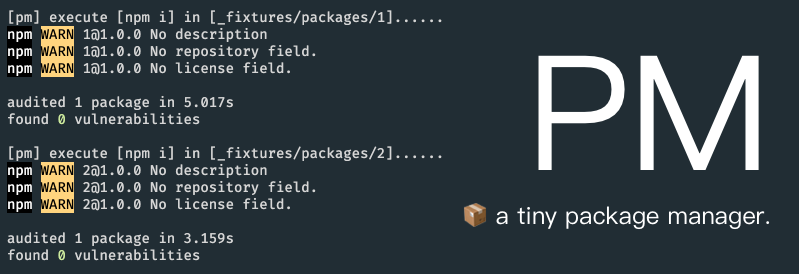 [pm] execute [npm i] in [_fixtures/packages/1]......
npm WARN 1@1.0.0 No description
npm WARN 1@1.0.0 No repository field.
npm WARN 1@1.0.0 No license field.
audited 1 package in 5.017s
found 0 vulnerabilities
[pm] execute [npm i] in [_fixtures/packages/2]......
npm WARN 2@1.0.0 No description
npm WARN 2@1.0.0 No repository field.
npm WARN 2@1.0.0 No license field.
audited 1 package in 3.159s
found 0 vulnerabilities
PM
📦 a tiny package manager.